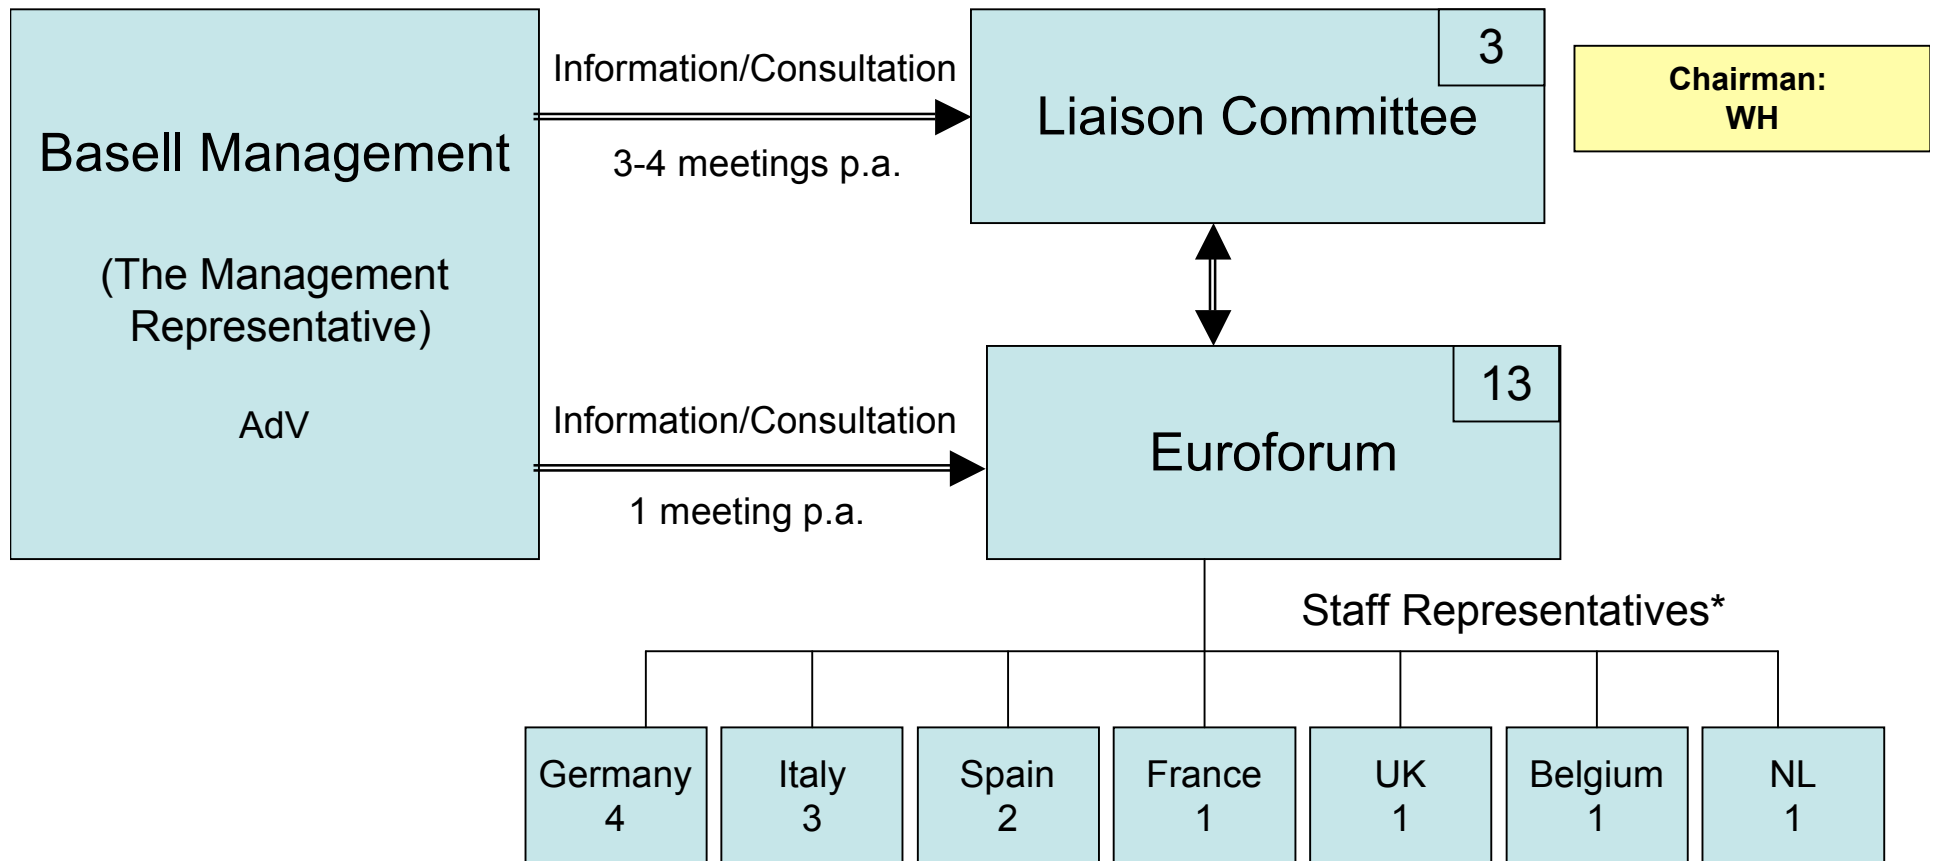 Basell Management
(The Management
Representative)
AdV
Information/Consultation
3-4 meetings p.a.
3
Liaison Committee
Chairman:
WH
Information/Consultation
1 meeting p.a.
13
Euroforum
Staff Representatives*
Germany
4
Italy
3
Spain
2
France
1
UK
1
Belgium
1
NL
1